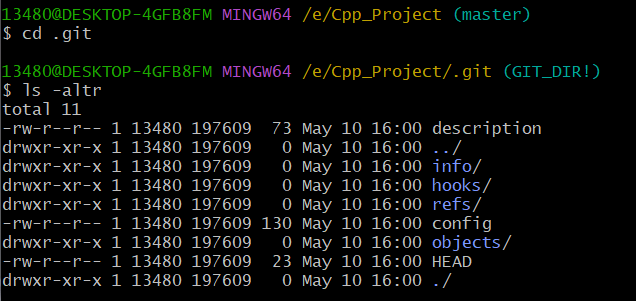 13480@DESKTOP-4GFB8FM MINGW64 /e/Cpp_Project (master)
$ cd .git
13480@DESKTOP-4GFB8FM MINGW64 /e/Cpp_Project/.git (GIT_DIR!)
$ ls -altr
total 11
-rw-r--r-- 1 13480 197609  73 May 10 16:00 description
drwxr-xr-x 1 13480 197609   0 May 10 16:00 ../
drwxr-xr-x 1 13480 197609   0 May 10 16:00 info/
drwxr-xr-x 1 13480 197609   0 May 10 16:00 hooks/
drwxr-xr-x 1 13480 197609   0 May 10 16:00 refs/
-rw-r--r-- 1 13480 197609 130 May 10 16:00 config
drwxr-xr-x 1 13480 197609   0 May 10 16:00 objects/
-rw-r--r-- 1 13480 197609  23 May 10 16:00 HEAD
drwxr-xr-x 1 13480 197609   0 May 10 16:00 ./